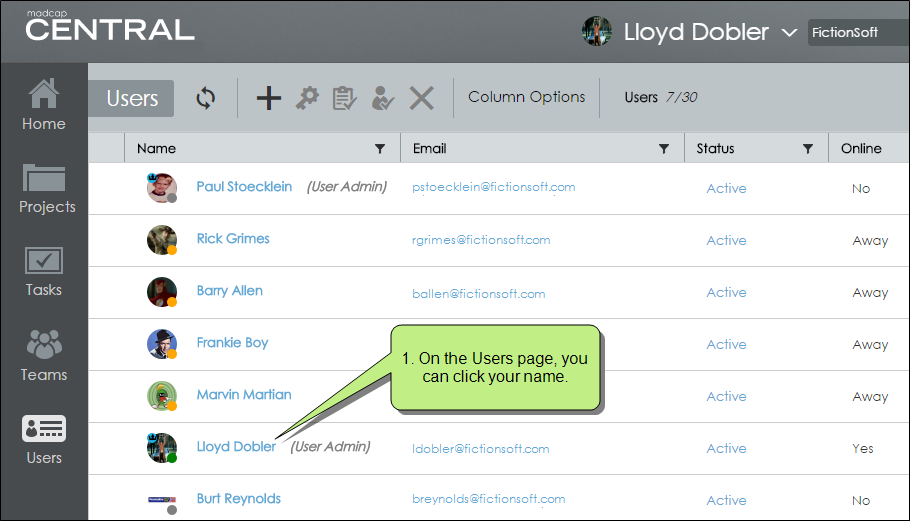 madcap
CENTRAL
Lloyd Dobler
FictionSoft
Users
Column Options
Users 7/30
Home
Projects
Tasks
Teams
Users
Name Email Status Online
Paul Stoecklein (User Admin) pstoecklein@fictionsoft.com Active No
Rick Grimes rgrimes@fictionsoft.com Active Away
Barry Allen ballen@fictionsoft.com Active Away
Frankie Boy Active Away
Marvin Martian Active Away
Lloyd Dobler (User Admin) ldobler@fictionsoft.com Active Yes
Burt Reynolds breynolds@fictionsoft.com Active No
1. On the Users page, you
can click your name.